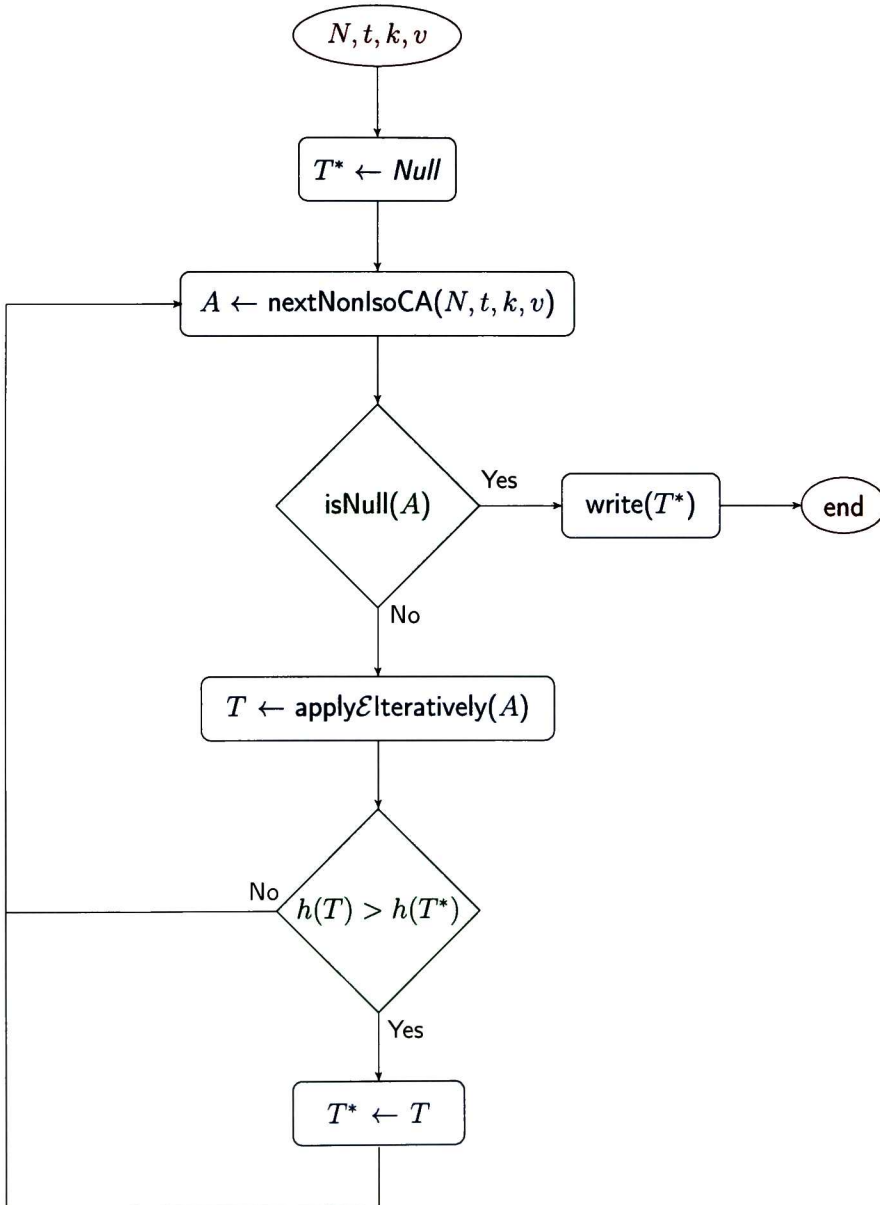 N, t, k, v
T* ← Null
A ← nextNonIsoCA(N, t, k, v)
isNull(A)
Yes
write(T*)
end
No
T ← applyℰIteratively(A)
No
h(T) > h(T*)
Yes
T* ← T